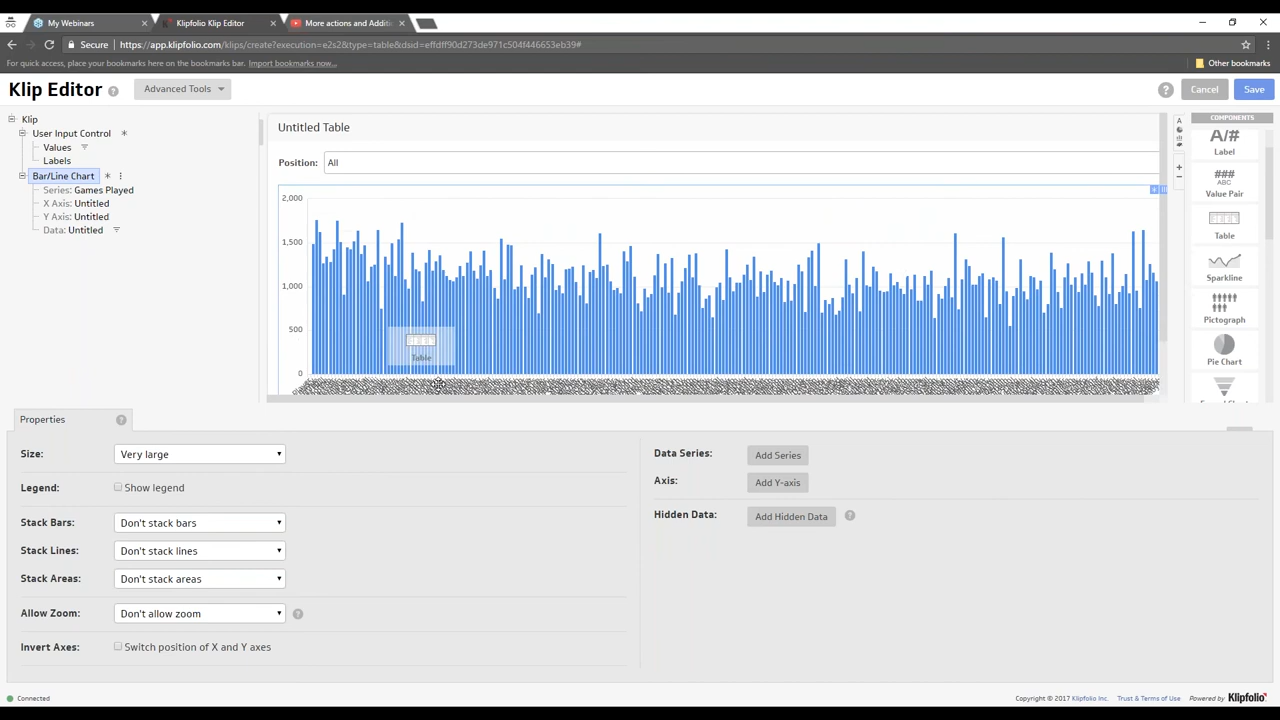 My Webinars
Klipfolio Klip Editor
More actions and Additi
Secure
https://app.klipfolio.com/klips/create?execution=e2s2&type=table&dsid=effdff90d273de971c504f446653eb39#
For quick access, place your bookmarks here on the bookmarks bar. Import bookmarks now...
Other bookmarks
Klip Editor
Advanced Tools
Cancel
Save
Klip
User Input Control
Values
Labels
Bar/Line Chart
Series: Games Played
X Axis: Untitled
Y Axis: Untitled
Data: Untitled
Untitled Table
Position: All
2,000
1,500
1,000
500
0
Table
COMPONENTS
A/#
Label
###
ABC
Value Pair
Table
Sparkline
Pictograph
Pie Chart
Properties
Size: Very large
Legend: Show legend
Stack Bars: Don't stack bars
Stack Lines: Don't stack lines
Stack Areas: Don't stack areas
Allow Zoom: Don't allow zoom
Invert Axes: Switch position of X and Y axes
Data Series: Add Series
Axis: Add Y-axis
Hidden Data: Add Hidden Data
Connected
Copyright © 2017 Klipfolio Inc. Trust & Terms of Use Powered by Klipfolio